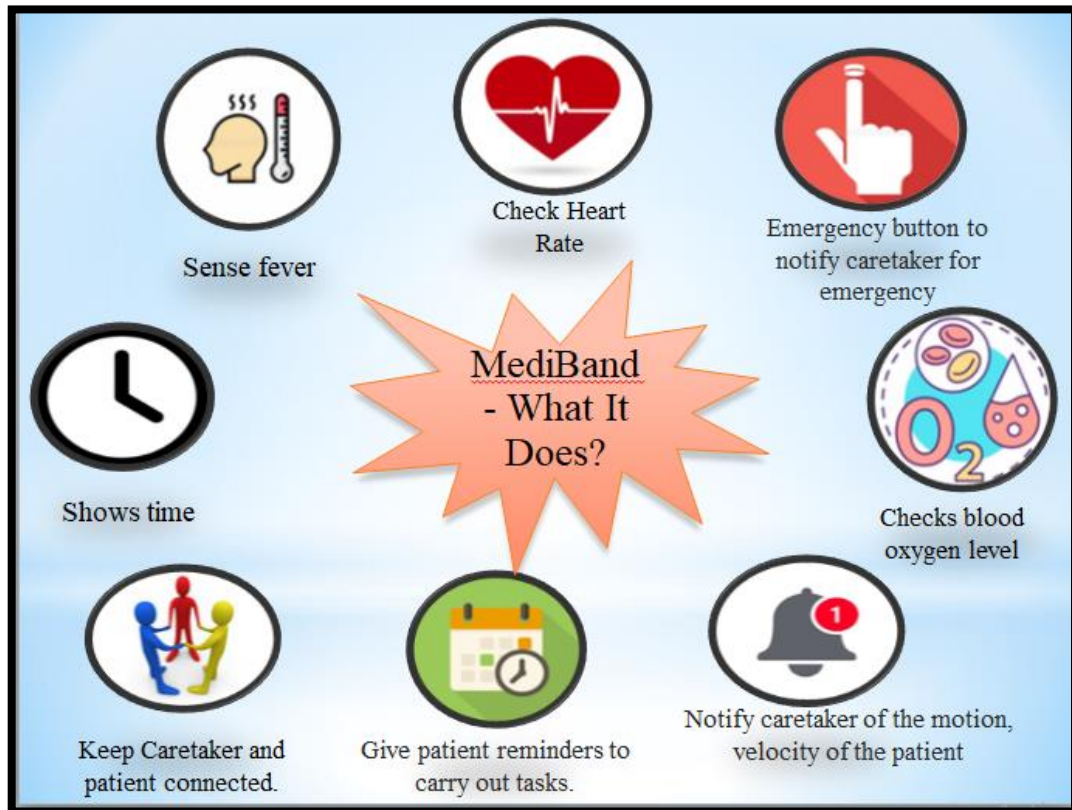 MediBand
- What It
Does?
Sense fever
Check Heart
Rate
Emergency button to
notify caretaker for
emergency
Shows time
O2
Checks blood
oxygen level
1
Keep Caretaker and
patient connected.
Give patient reminders to
carry out tasks.
Notify caretaker of the motion,
velocity of the patient